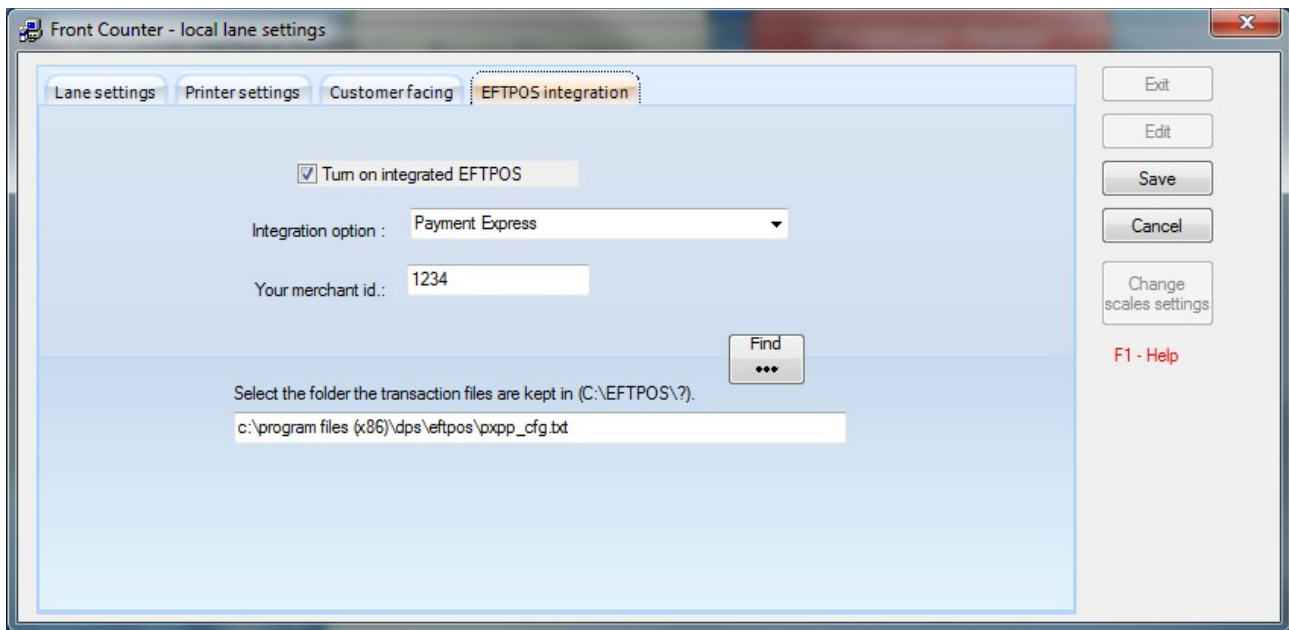 Front Counter - local lane settings
x
Lane settings Printer settings Customer facing EFTPOS integration
Exit
Edit
Save
Cancel
Change
scales settings
F1 - Help
Turn on integrated EFTPOS
Integration option : Payment Express
Your merchant id.: 1234
Find
•••
Select the folder the transaction files are kept in (C:\EFTPOS\?).
c:\program files (x86)\dps\eftpos\pxpp_cfg.txt